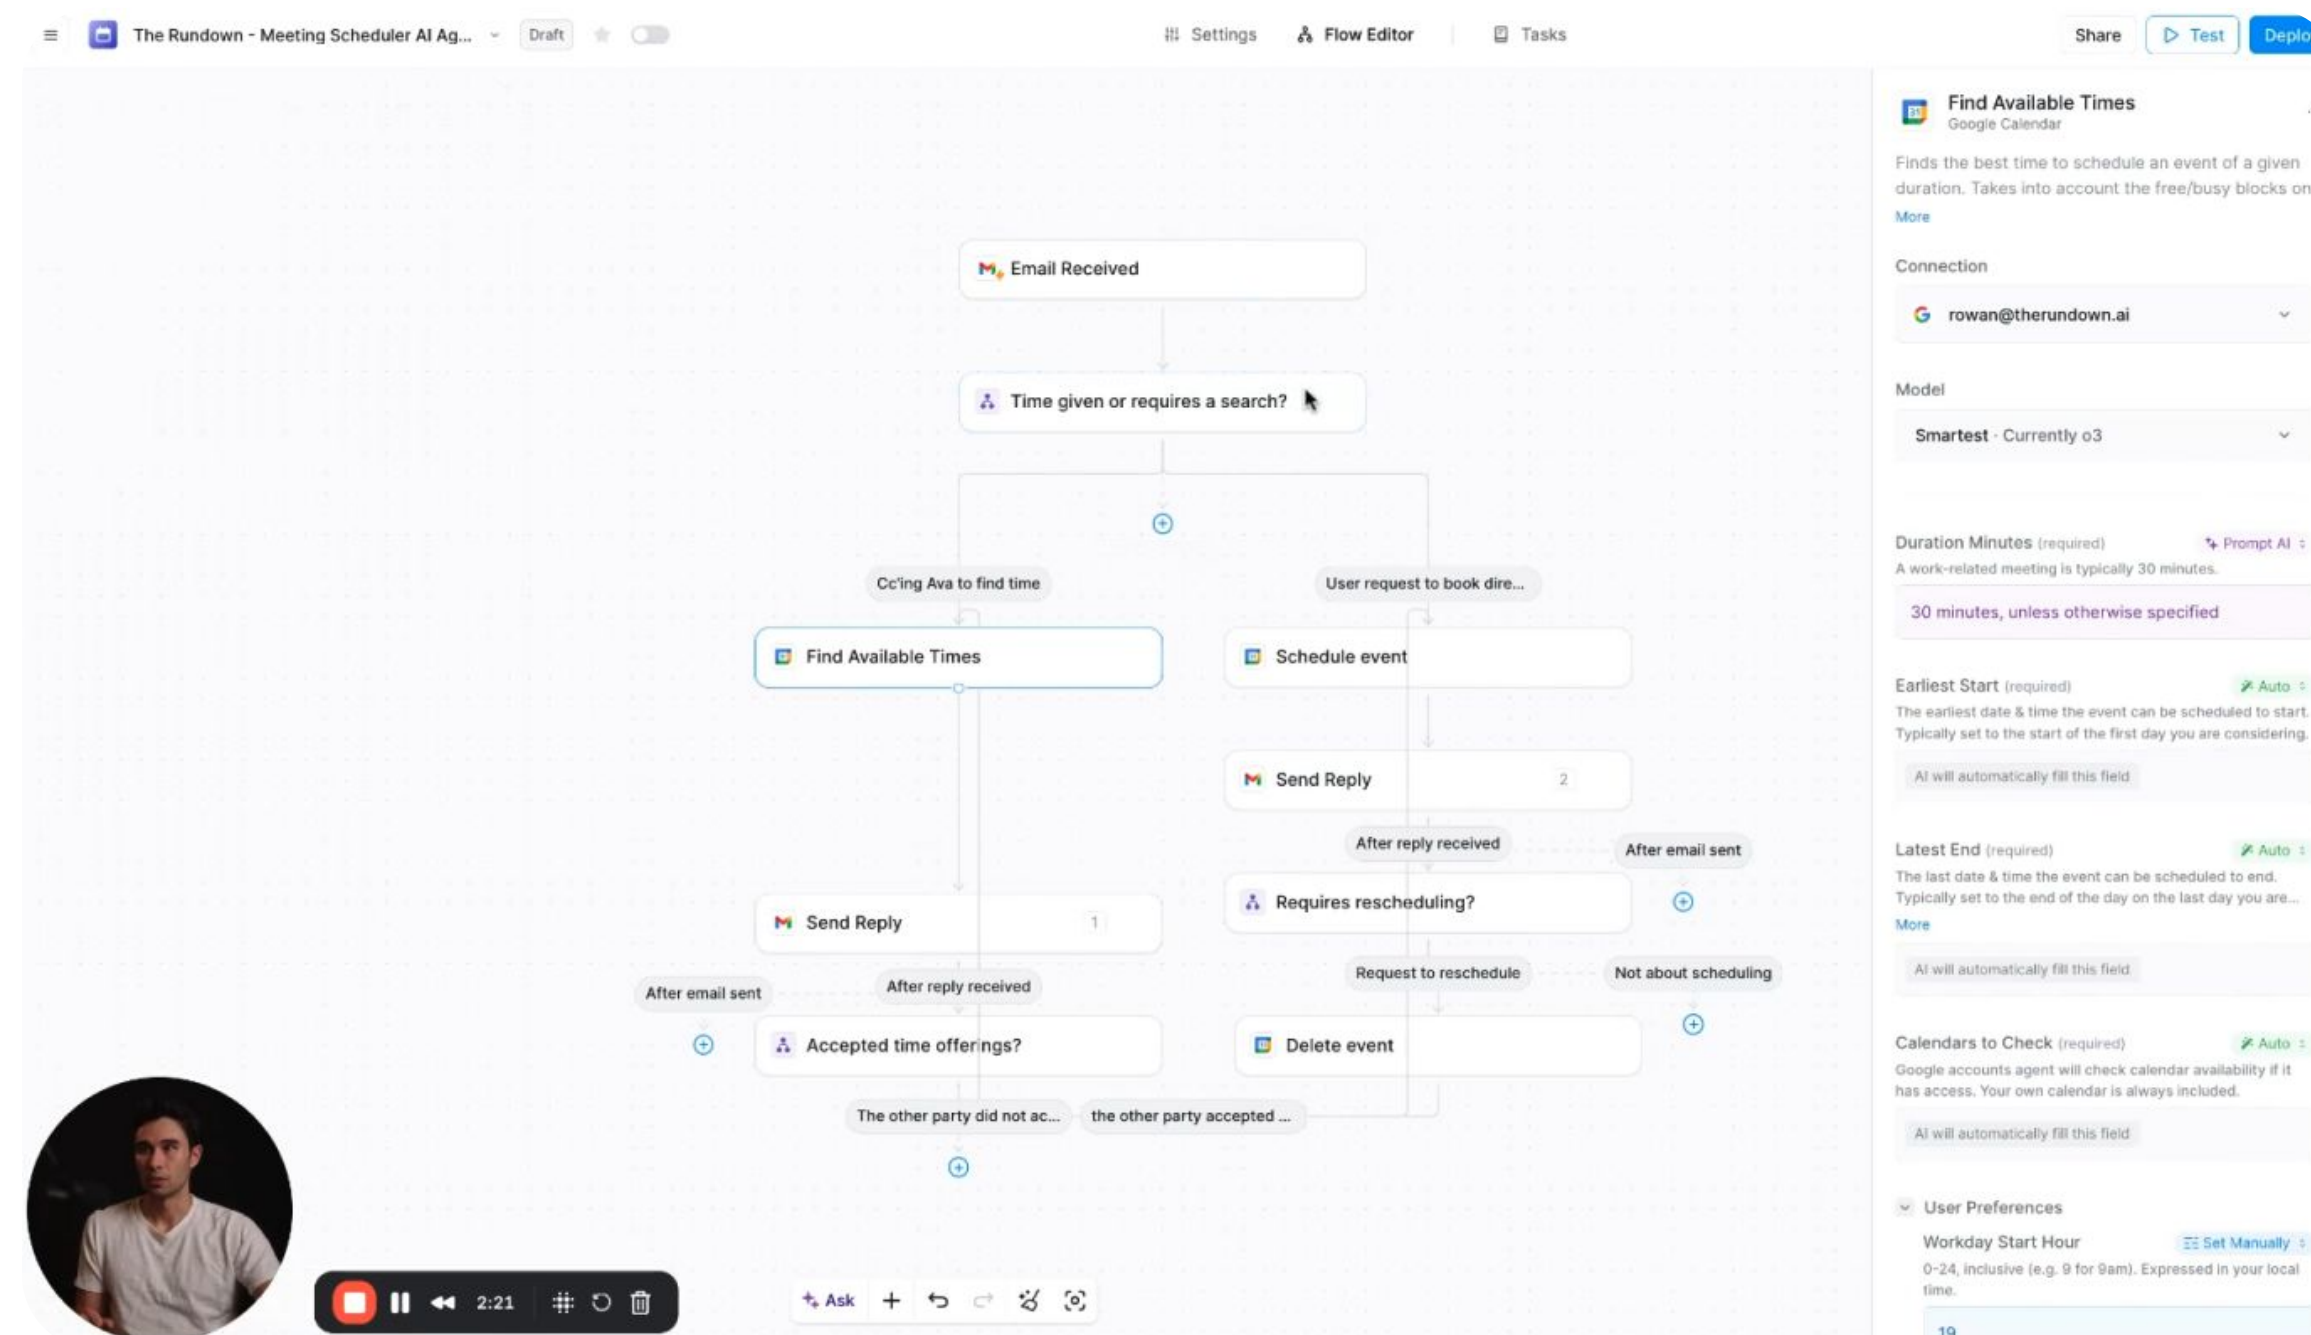 The Rundown - Meeting Scheduler AI Ag...
Draft
Settings
Flow Editor
Tasks
Share
Test
Deplo
Email Received
Time given or requires a search?
Cc'ing Ava to find time
User request to book dire...
Find Available Times
Schedule event
Send Reply
2
After reply received
After email sent
Requires rescheduling?
Send Reply
1
Request to reschedule
Not about scheduling
After email sent
After reply received
Accepted time offerings?
Delete event
The other party did not ac...
the other party accepted ...
2:21
Ask
Find Available Times
Google Calendar
Finds the best time to schedule an event of a given
duration. Takes into account the free/busy blocks on
More
Connection
rowan@therundown.ai
Model
Smartest · Currently o3
Duration Minutes (required)
Prompt AI
A work-related meeting is typically 30 minutes.
30 minutes, unless otherwise specified
Earliest Start (required)
Auto
The earliest date & time the event can be scheduled to start.
Typically set to the start of the first day you are considering.
AI will automatically fill this field
Latest End (required)
Auto
The last date & time the event can be scheduled to end.
Typically set to the end of the day on the last day you are...
More
AI will automatically fill this field
Calendars to Check (required)
Auto
Google accounts agent will check calendar availability if it
has access. Your own calendar is always included.
AI will automatically fill this field
User Preferences
Workday Start Hour
Set Manually
0-24, inclusive (e.g. 9 for 9am). Expressed in your local
time.